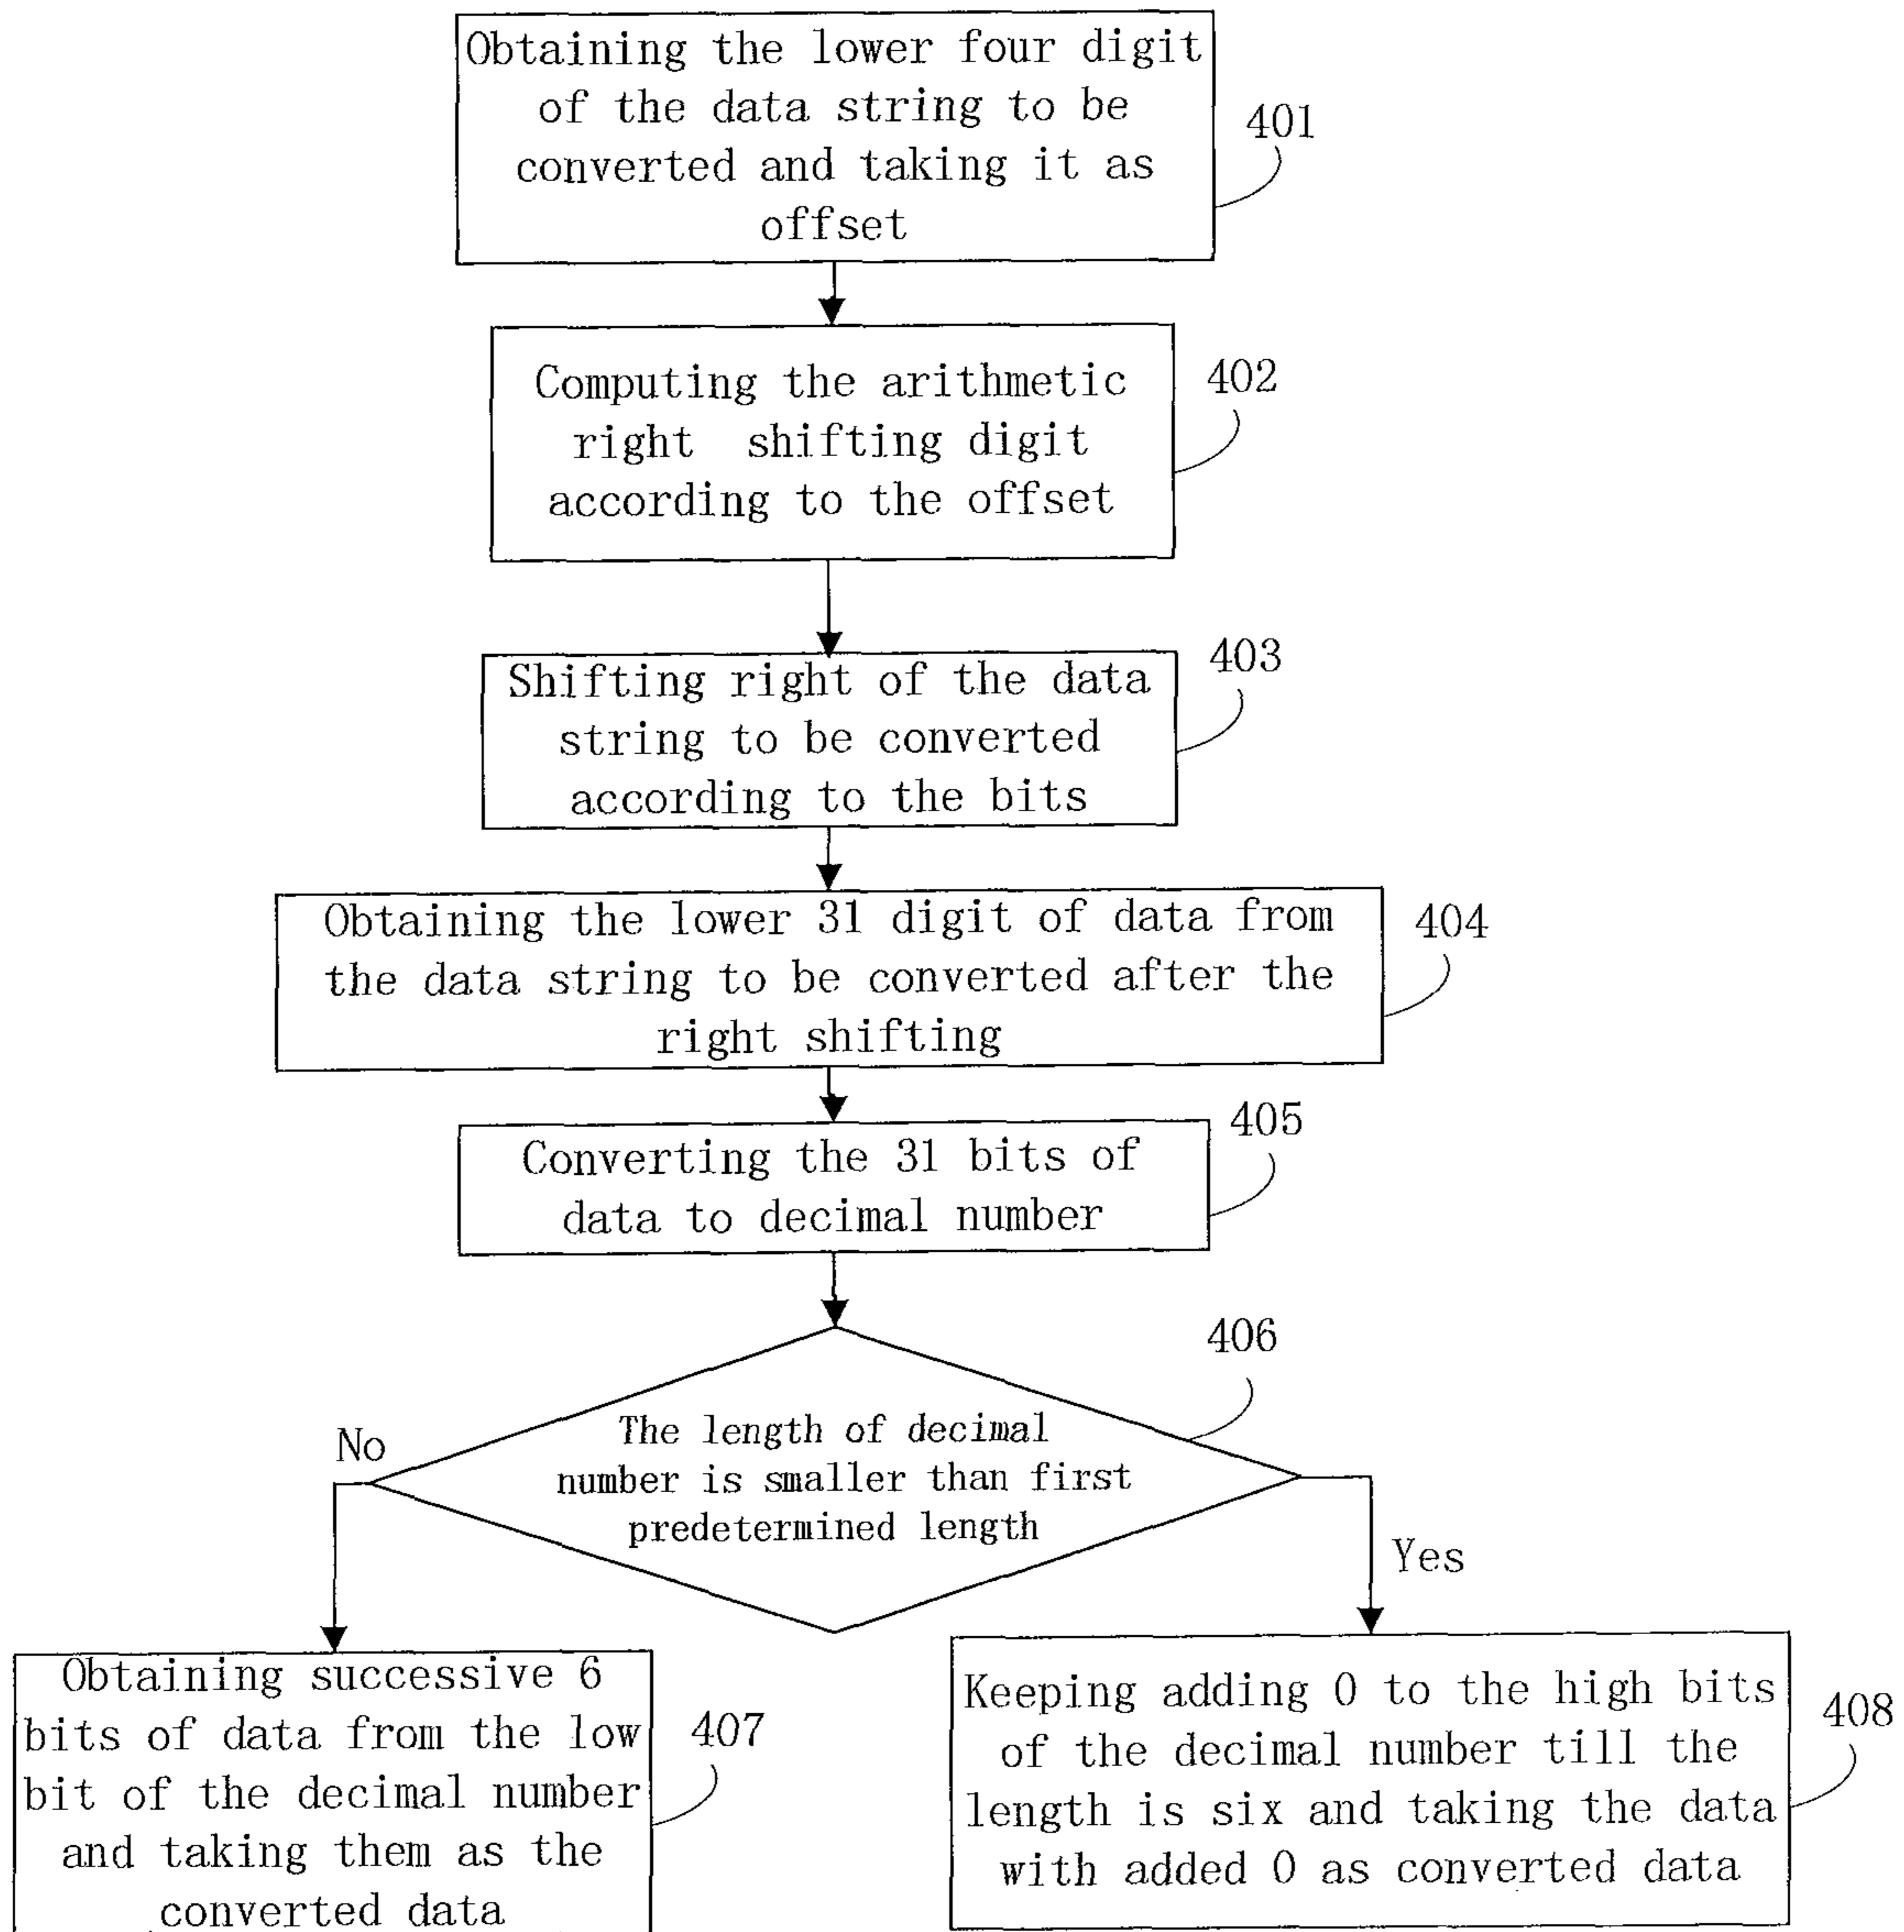 Obtaining the lower four digit
of the data string to be
converted and taking it as
offset
401
Computing the arithmetic
right shifting digit
according to the offset
402
Shifting right of the data
string to be converted
according to the bits
403
Obtaining the lower 31 digit of data from
the data string to be converted after the
right shifting
404
Converting the 31 bits of
data to decimal number
405
406
The length of decimal
number is smaller than first
predetermined length
No
Yes
Obtaining successive 6
bits of data from the low
bit of the decimal number
and taking them as the
converted data
407
Keeping adding 0 to the high bits
of the decimal number till the
length is six and taking the data
with added 0 as converted data
408